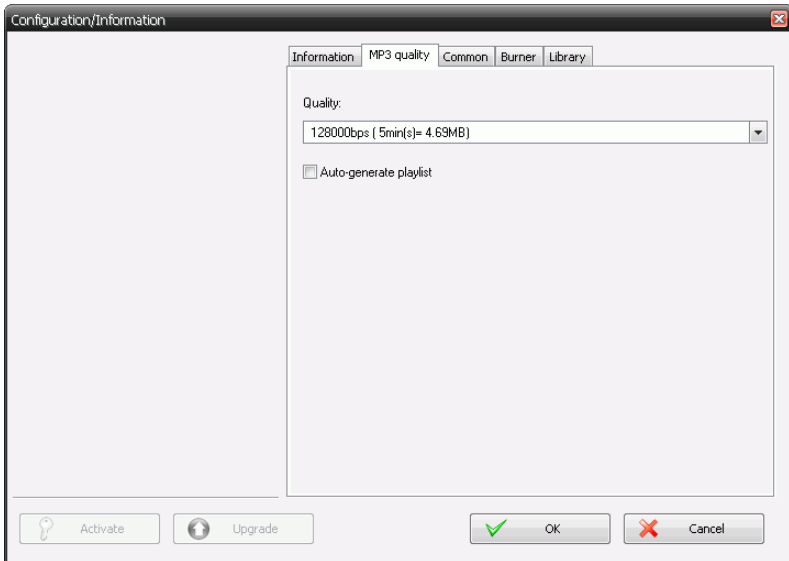 Configuration/Information
Information MP3 quality Common Burner Library
Quality:
128000bps ( 5min(s)= 4.69MB)
Auto-generate playlist
Activate Upgrade OK Cancel